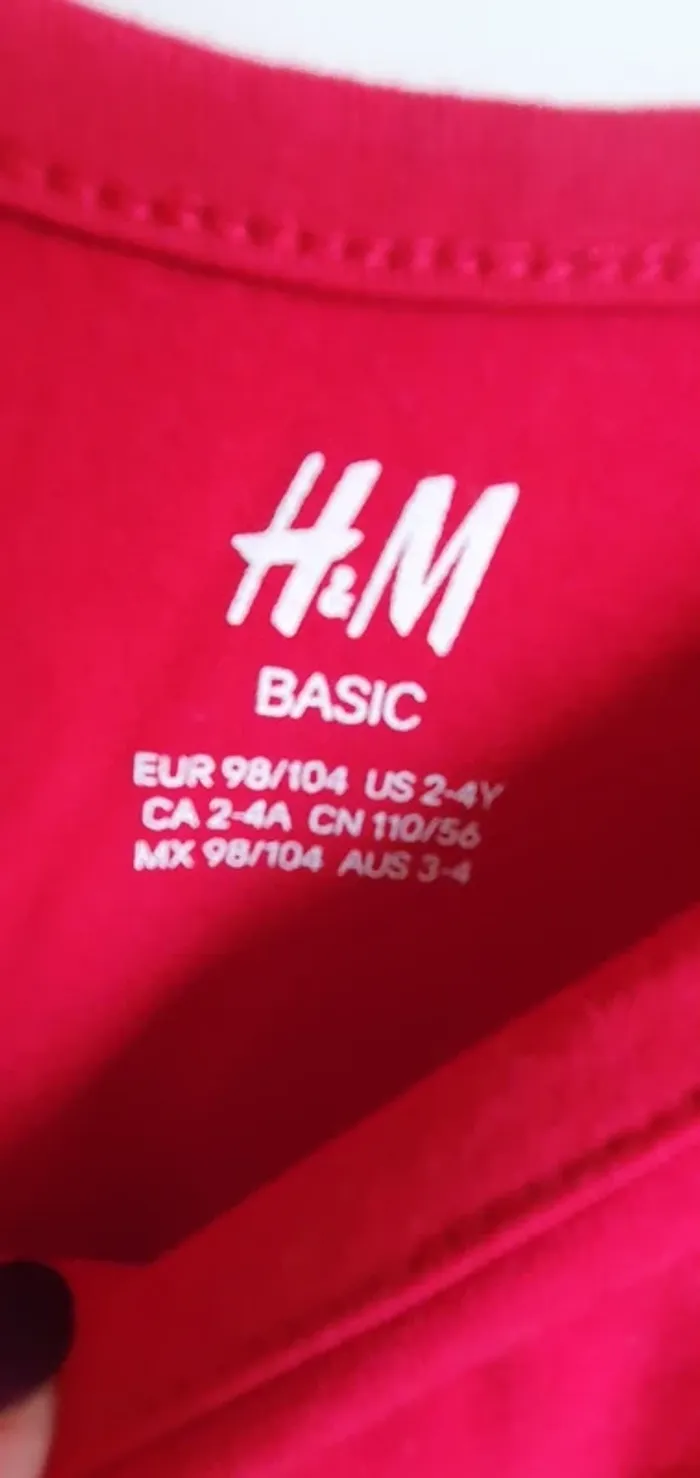 H&M
BASIC
EUR 98/104 US 2-4Y
CA 2-4A CN 110/56
MX 98/104 AUS 3-4